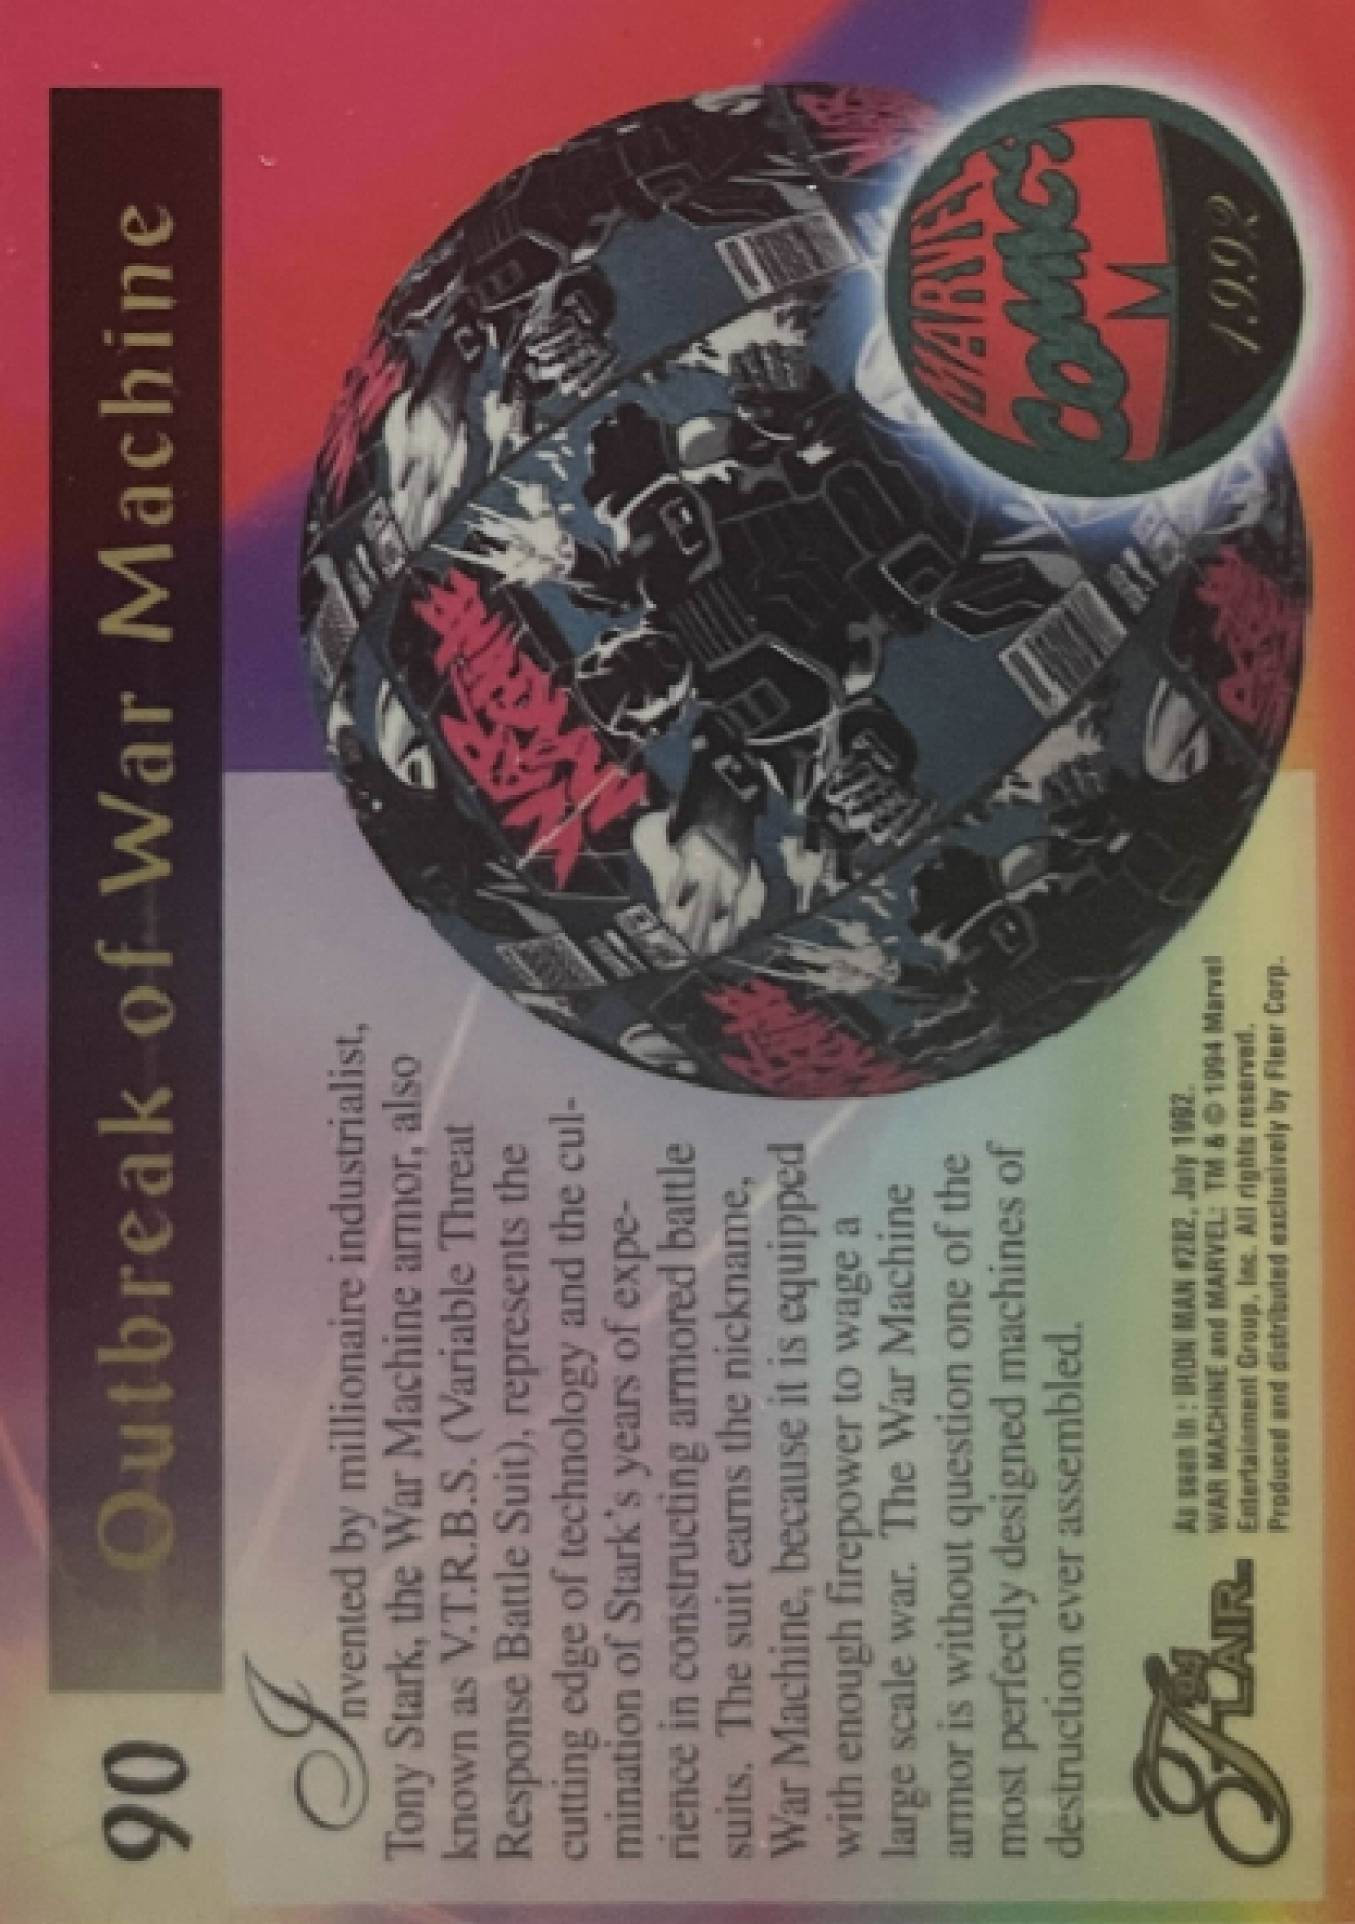 90
Outbreak of War Machine
Invented by millionaire industrialist,
Tony Stark, the War Machine armor, also
known as V.T.R.B.S. (Variable Threat
Response Battle Suit), represents the
cutting edge of technology and the cul-
mination of Stark's years of expe-
rience in constructing armored battle
suits. The suit earns the nickname,
War Machine, because it is equipped
with enough firepower to wage a
large scale war. The War Machine
armor is without question one of the
most perfectly designed machines of
destruction ever assembled.
'94
FLAIR
As seen in : IRON MAN #282, July 1992.
WAR MACHINE and MARVEL: TM & © 1994 Marvel
Entertainment Group, Inc. All rights reserved.
Produced and distributed exclusively by Fleer Corp.
WAR
MACHINE
MARVEL
COMICS
M
1992